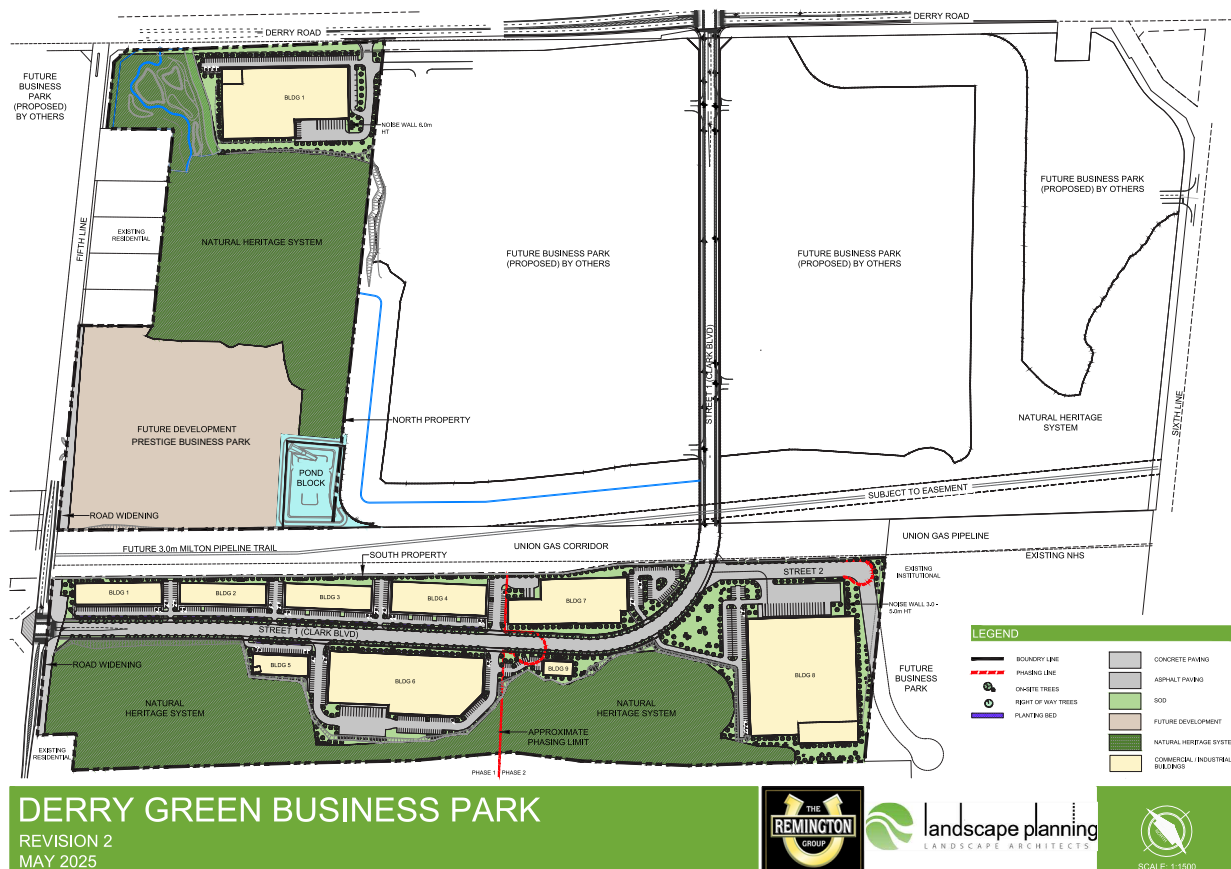 DERRY ROAD
DERRY ROAD
FUTURE
BUSINESS
PARK
(PROPOSED)
BY OTHERS
BLDG 1
NOISE WALL 6.0m
HT
FIFTH LINE
EXISTING
RESIDENTIAL
NATURAL HERITAGE SYSTEM
FUTURE BUSINESS PARK
(PROPOSED) BY OTHERS
FUTURE BUSINESS PARK
(PROPOSED) BY OTHERS
FUTURE BUSINESS PARK
(PROPOSED) BY OTHERS
STREET 1 (CLARK BLVD)
NATURAL HERITAGE
SYSTEM
SIXTH LINE
FUTURE DEVELOPMENT
PRESTIGE BUSINESS PARK
NORTH PROPERTY
POND
BLOCK
ROAD WIDENING
SUBJECT TO EASEMENT
FUTURE 3.0m MILTON PIPELINE TRAIL
UNION GAS CORRIDOR
UNION GAS PIPELINE
EXISTING NHS
SOUTH PROPERTY
EXISTING
INSTITUTIONAL
STREET 2
BLDG 1
BLDG 2
BLDG 3
BLDG 4
BLDG 7
NOISE WALL 3.0 -
5.0m HT
STREET 1 (CLARK BLVD)
ROAD WIDENING
BLDG 5
BLDG 6
BLDG 9
BLDG 8
FUTURE
BUSINESS
PARK
NATURAL
HERITAGE SYSTEM
NATURAL
HERITAGE SYSTEM
APPROXIMATE
PHASING LIMIT
EXISTING
RESIDENTIAL
PHASE 1
PHASE 2
LEGEND
BOUNDRY LINE
PHASING LINE
ON-SITE TREES
RIGHT OF WAY TREES
PLANTING BED
CONCRETE PAVING
ASPHALT PAVING
SOD
FUTURE DEVELOPMENT
NATURAL HERITAGE SYSTE
COMMERCIAL / INDUSTRIAL
BUILDINGS
DERRY GREEN BUSINESS PARK
REVISION 2
MAY 2025
THE
REMINGTON
GROUP
landscape planning
LANDSCAPE ARCHITECTS
SCALE: 1:1500